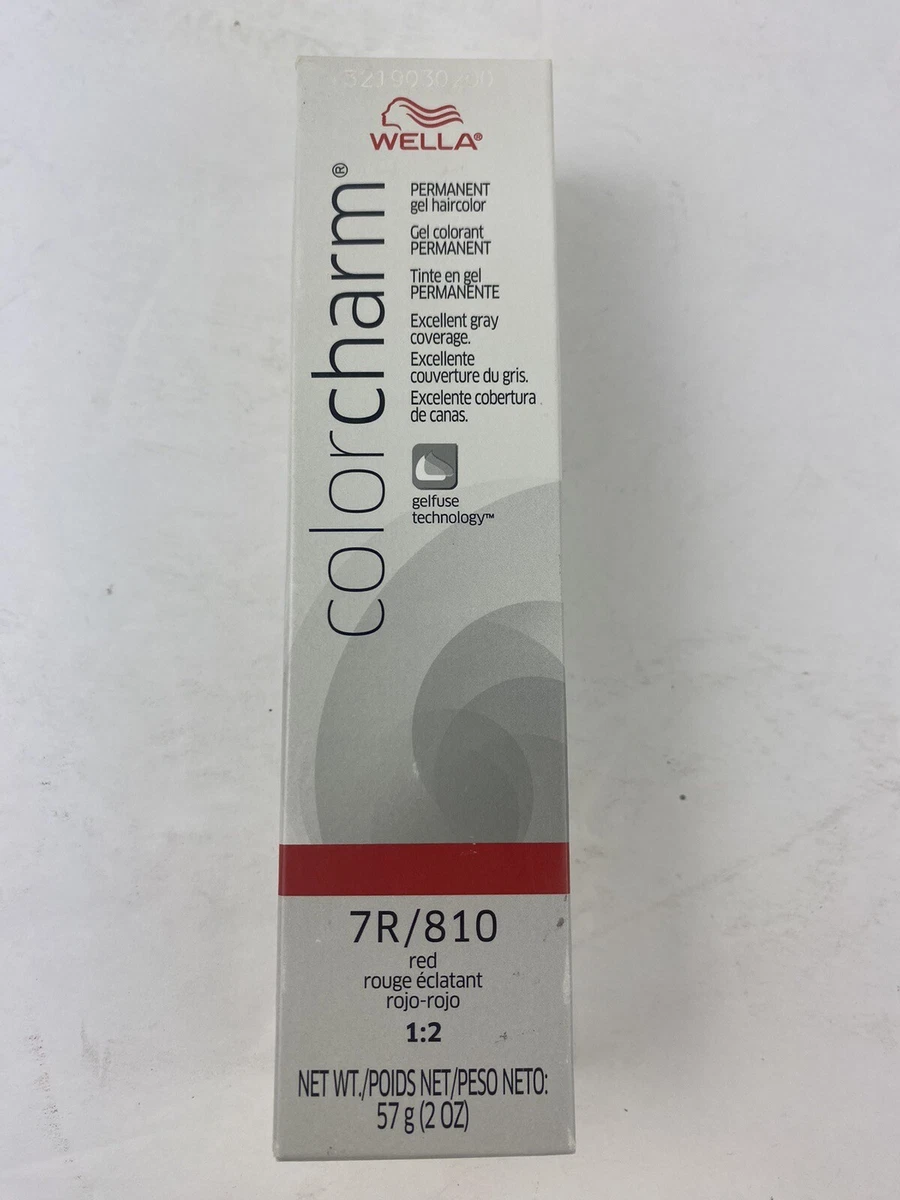 WELLA®
colorcharm®
PERMANENT
gel haircolor
Gel colorant
PERMANENT
Tinte en gel
PERMANENTE
Excellent gray
coverage.
Excellente
couverture du gris.
Excelente cobertura
de canas.
gelfuse
technology™
7R/810
red
rouge éclatant
rojo-rojo
1:2
NET WT./POIDS NET/PESO NETO:
57 g (2 OZ)